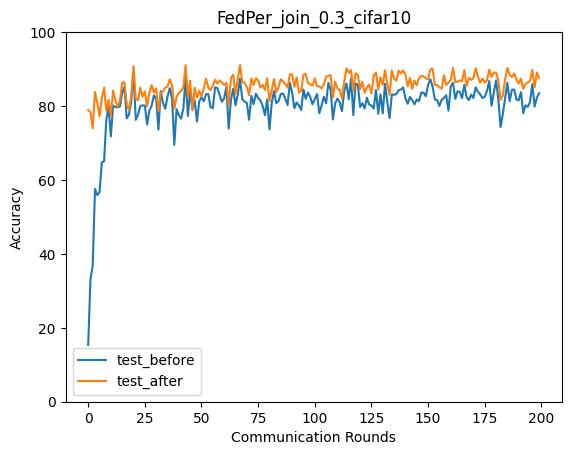 FedPer_join_0.3_cifar10
Accuracy
100
80
60
40
20
0
test_before
test_after
0 25 50 75 100 125 150 175 200
Communication Rounds